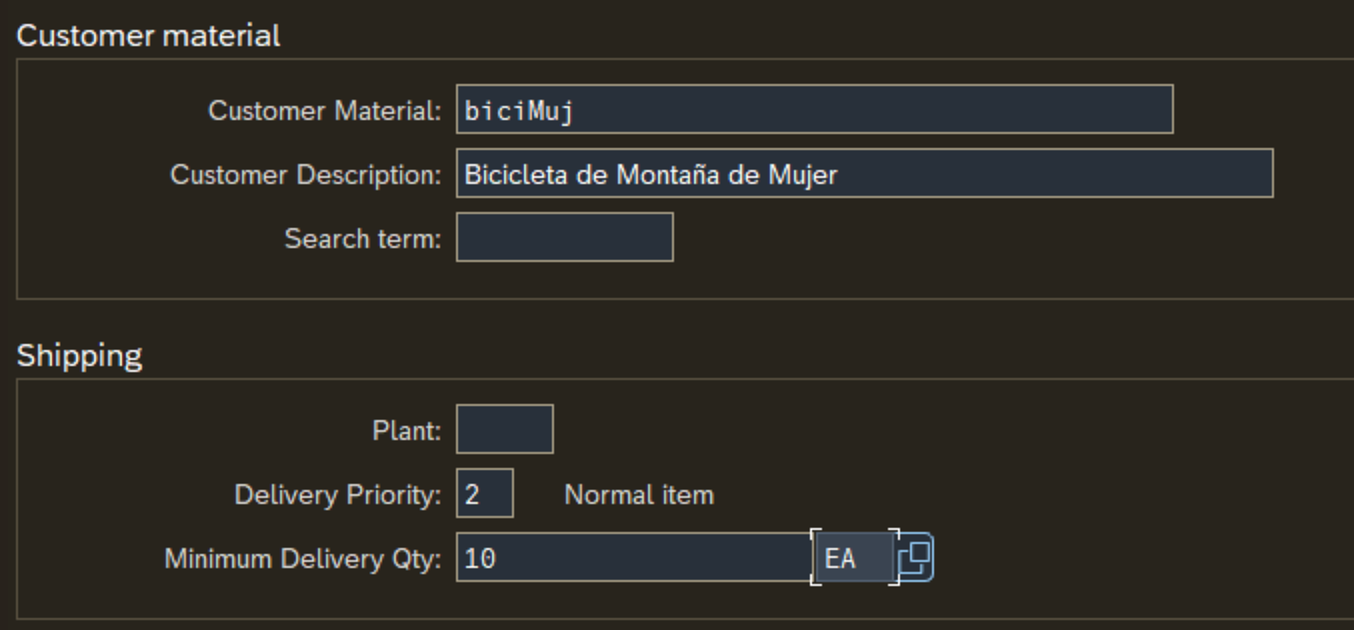 Customer material
Customer Material: biciMuj
Customer Description: Bicicleta de Montaña de Mujer
Search term:
Shipping
Plant:
Delivery Priority: 2 Normal item
Minimum Delivery Qty: 10 EA